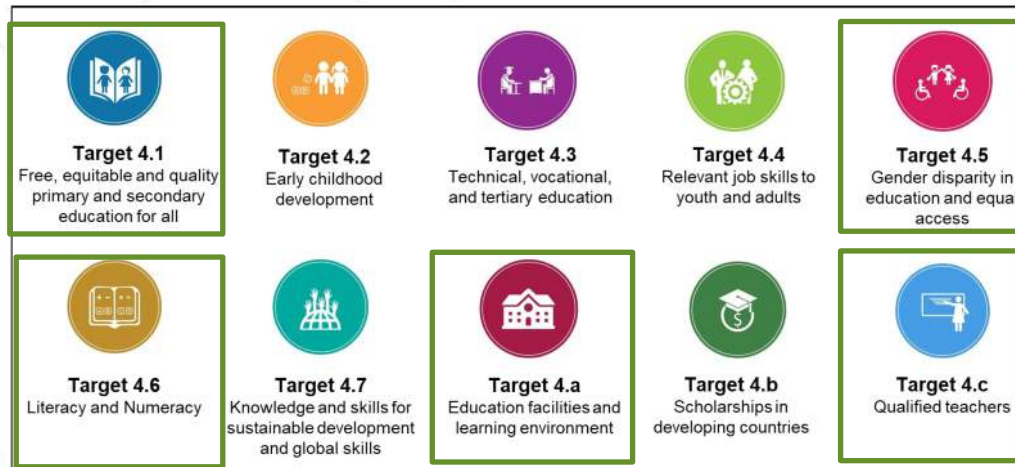 Target 4.1
Free, equitable and quality
primary and secondary
education for all
Target 4.2
Early childhood
development
Target 4.3
Technical, vocational,
and tertiary education
Target 4.4
Relevant job skills to
youth and adults
Target 4.5
Gender disparity in
education and equal
access
Target 4.6
Literacy and Numeracy
Target 4.7
Knowledge and skills for
sustainable development
and global skills
Target 4.a
Education facilities and
learning environment
Target 4.b
Scholarships in
developing countries
Target 4.c
Qualified teachers